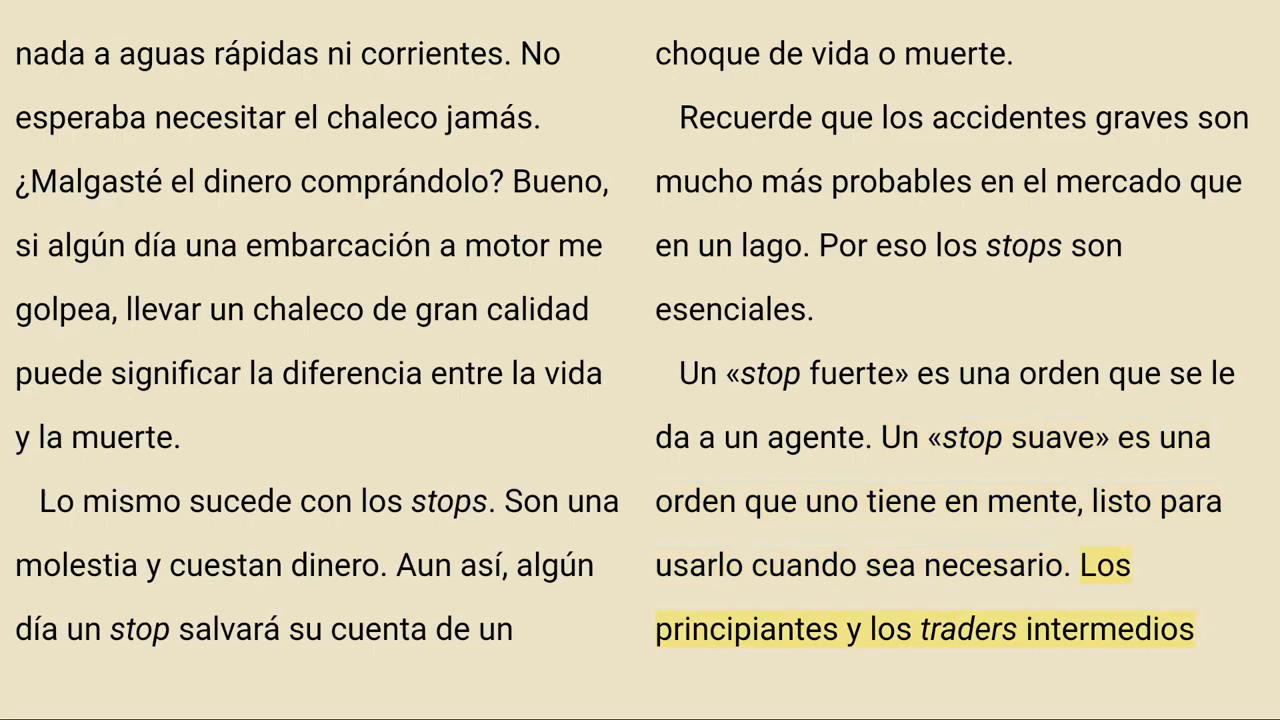 nada a aguas rápidas ni corrientes. No
esperaba necesitar el chaleco jamás.
¿Malgasté el dinero comprándolo? Bueno,
si algún día una embarcación a motor me
golpea, llevar un chaleco de gran calidad
puede significar la diferencia entre la vida
y la muerte.
Lo mismo sucede con los stops. Son una
molestia y cuestan dinero. Aun así, algún
día un stop salvará su cuenta de un
choque de vida o muerte.
Recuerde que los accidentes graves son
mucho más probables en el mercado que
en un lago. Por eso los stops son
esenciales.
Un «stop fuerte» es una orden que se le
da a un agente. Un «stop suave» es una
orden que uno tiene en mente, listo para
usarlo cuando sea necesario. Los
principiantes y los traders intermedios